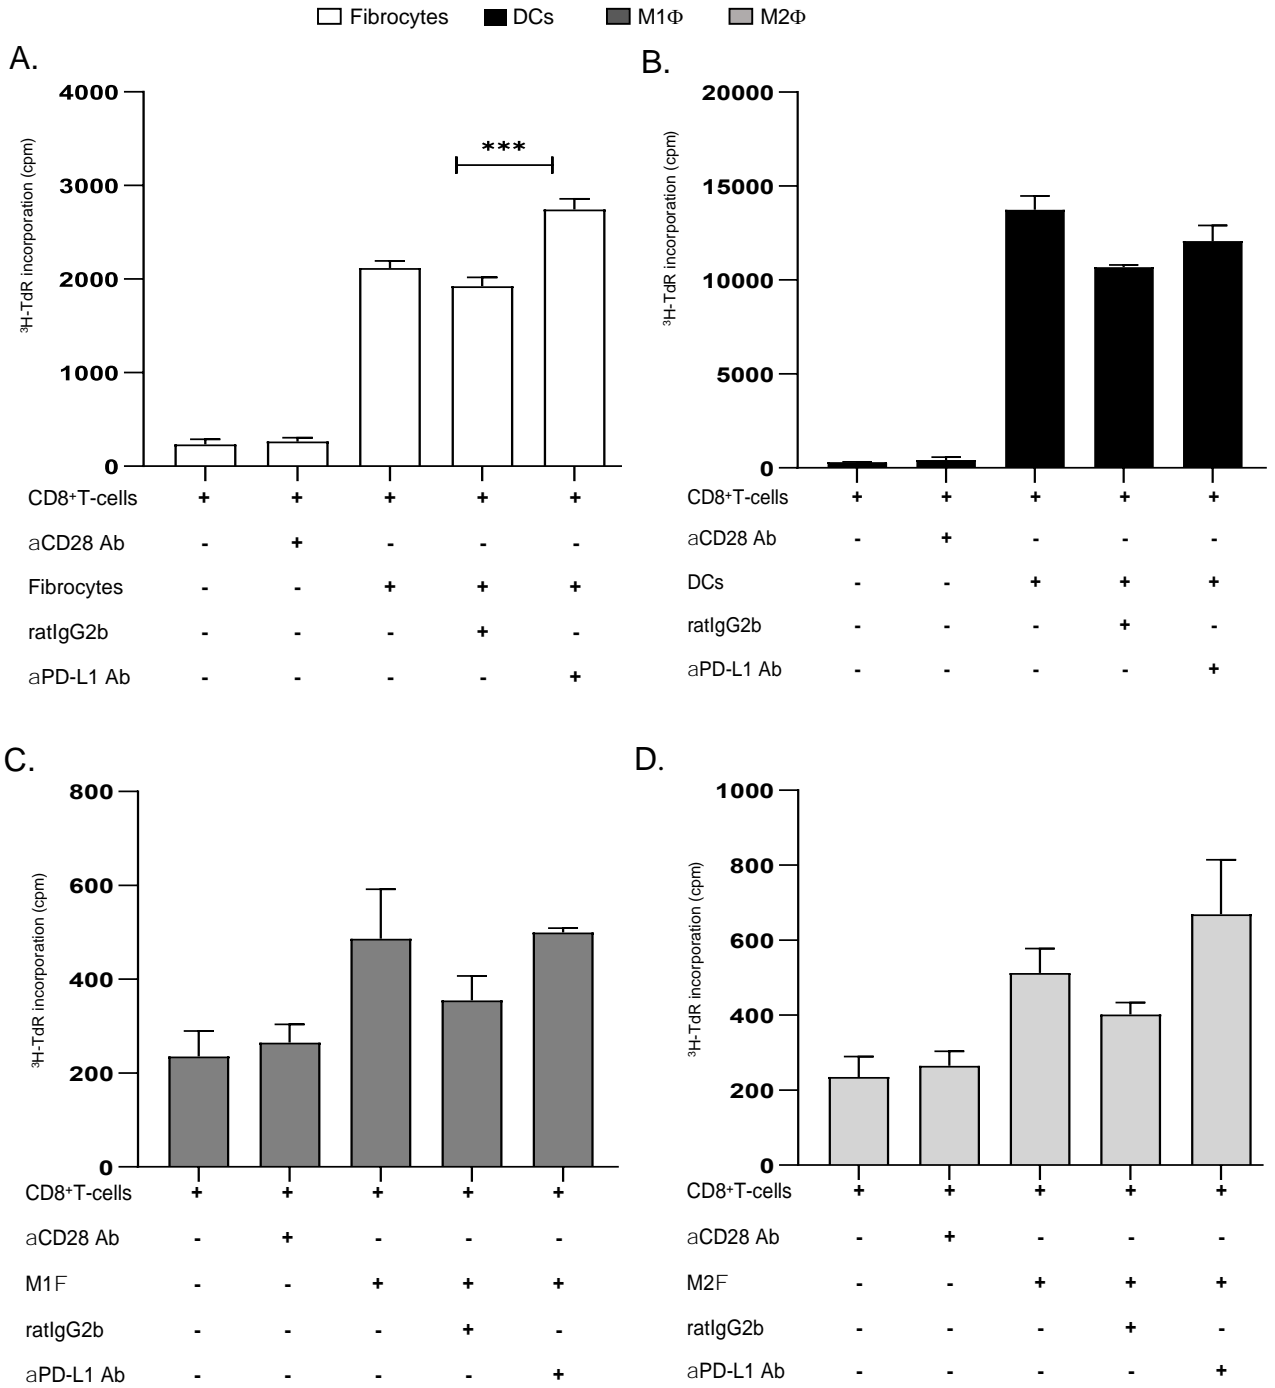 Fibrocytes DCs M1Φ M2Φ
A.
4000
3000
2000
1000
0
³H-TdR incorporation (cpm)
***
CD8⁺T-cells + + + + +
aCD28 Ab - + - - -
Fibrocytes - - + + +
ratIgG2b - - - + -
aPD-L1 Ab - - - - +
B.
20000
15000
10000
5000
0
³H-TdR incorporation (cpm)
CD8⁺T-cells + + + + +
aCD28 Ab - + - - -
DCs - - + + +
ratIgG2b - - - + -
aPD-L1 Ab - - - - +
C.
800
600
400
200
0
³H-TdR incorporation (cpm)
CD8⁺T-cells + + + + +
aCD28 Ab - + - - -
M1F - - + + +
ratIgG2b - - - + -
aPD-L1 Ab - - - - +
D.
1000
800
600
400
200
0
³H-TdR incorporation (cpm)
CD8⁺T-cells + + + + +
aCD28 Ab - + - - -
M2F - - + + +
ratIgG2b - - - + -
aPD-L1 Ab - - - - +